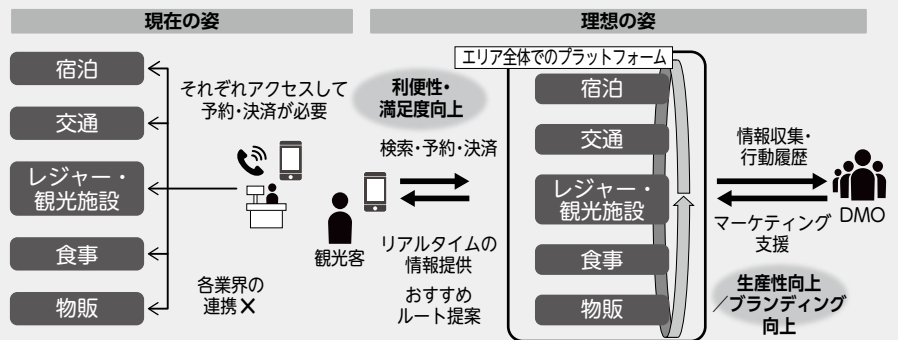 現在の姿
宿泊
交通
レジャー・
観光施設
食事
物販
それぞれアクセスして
予約・決済が必要
各業界の
連携✕
理想の姿
利便性・
満足度向上
検索・予約・決済
観光客
リアルタイムの
情報提供
おすすめ
ルート提案
エリア全体でのプラットフォーム
宿泊
交通
レジャー・
観光施設
食事
物販
情報収集・
行動履歴
DMO
マーケティング
支援
生産性向上
／ブランディング
向上